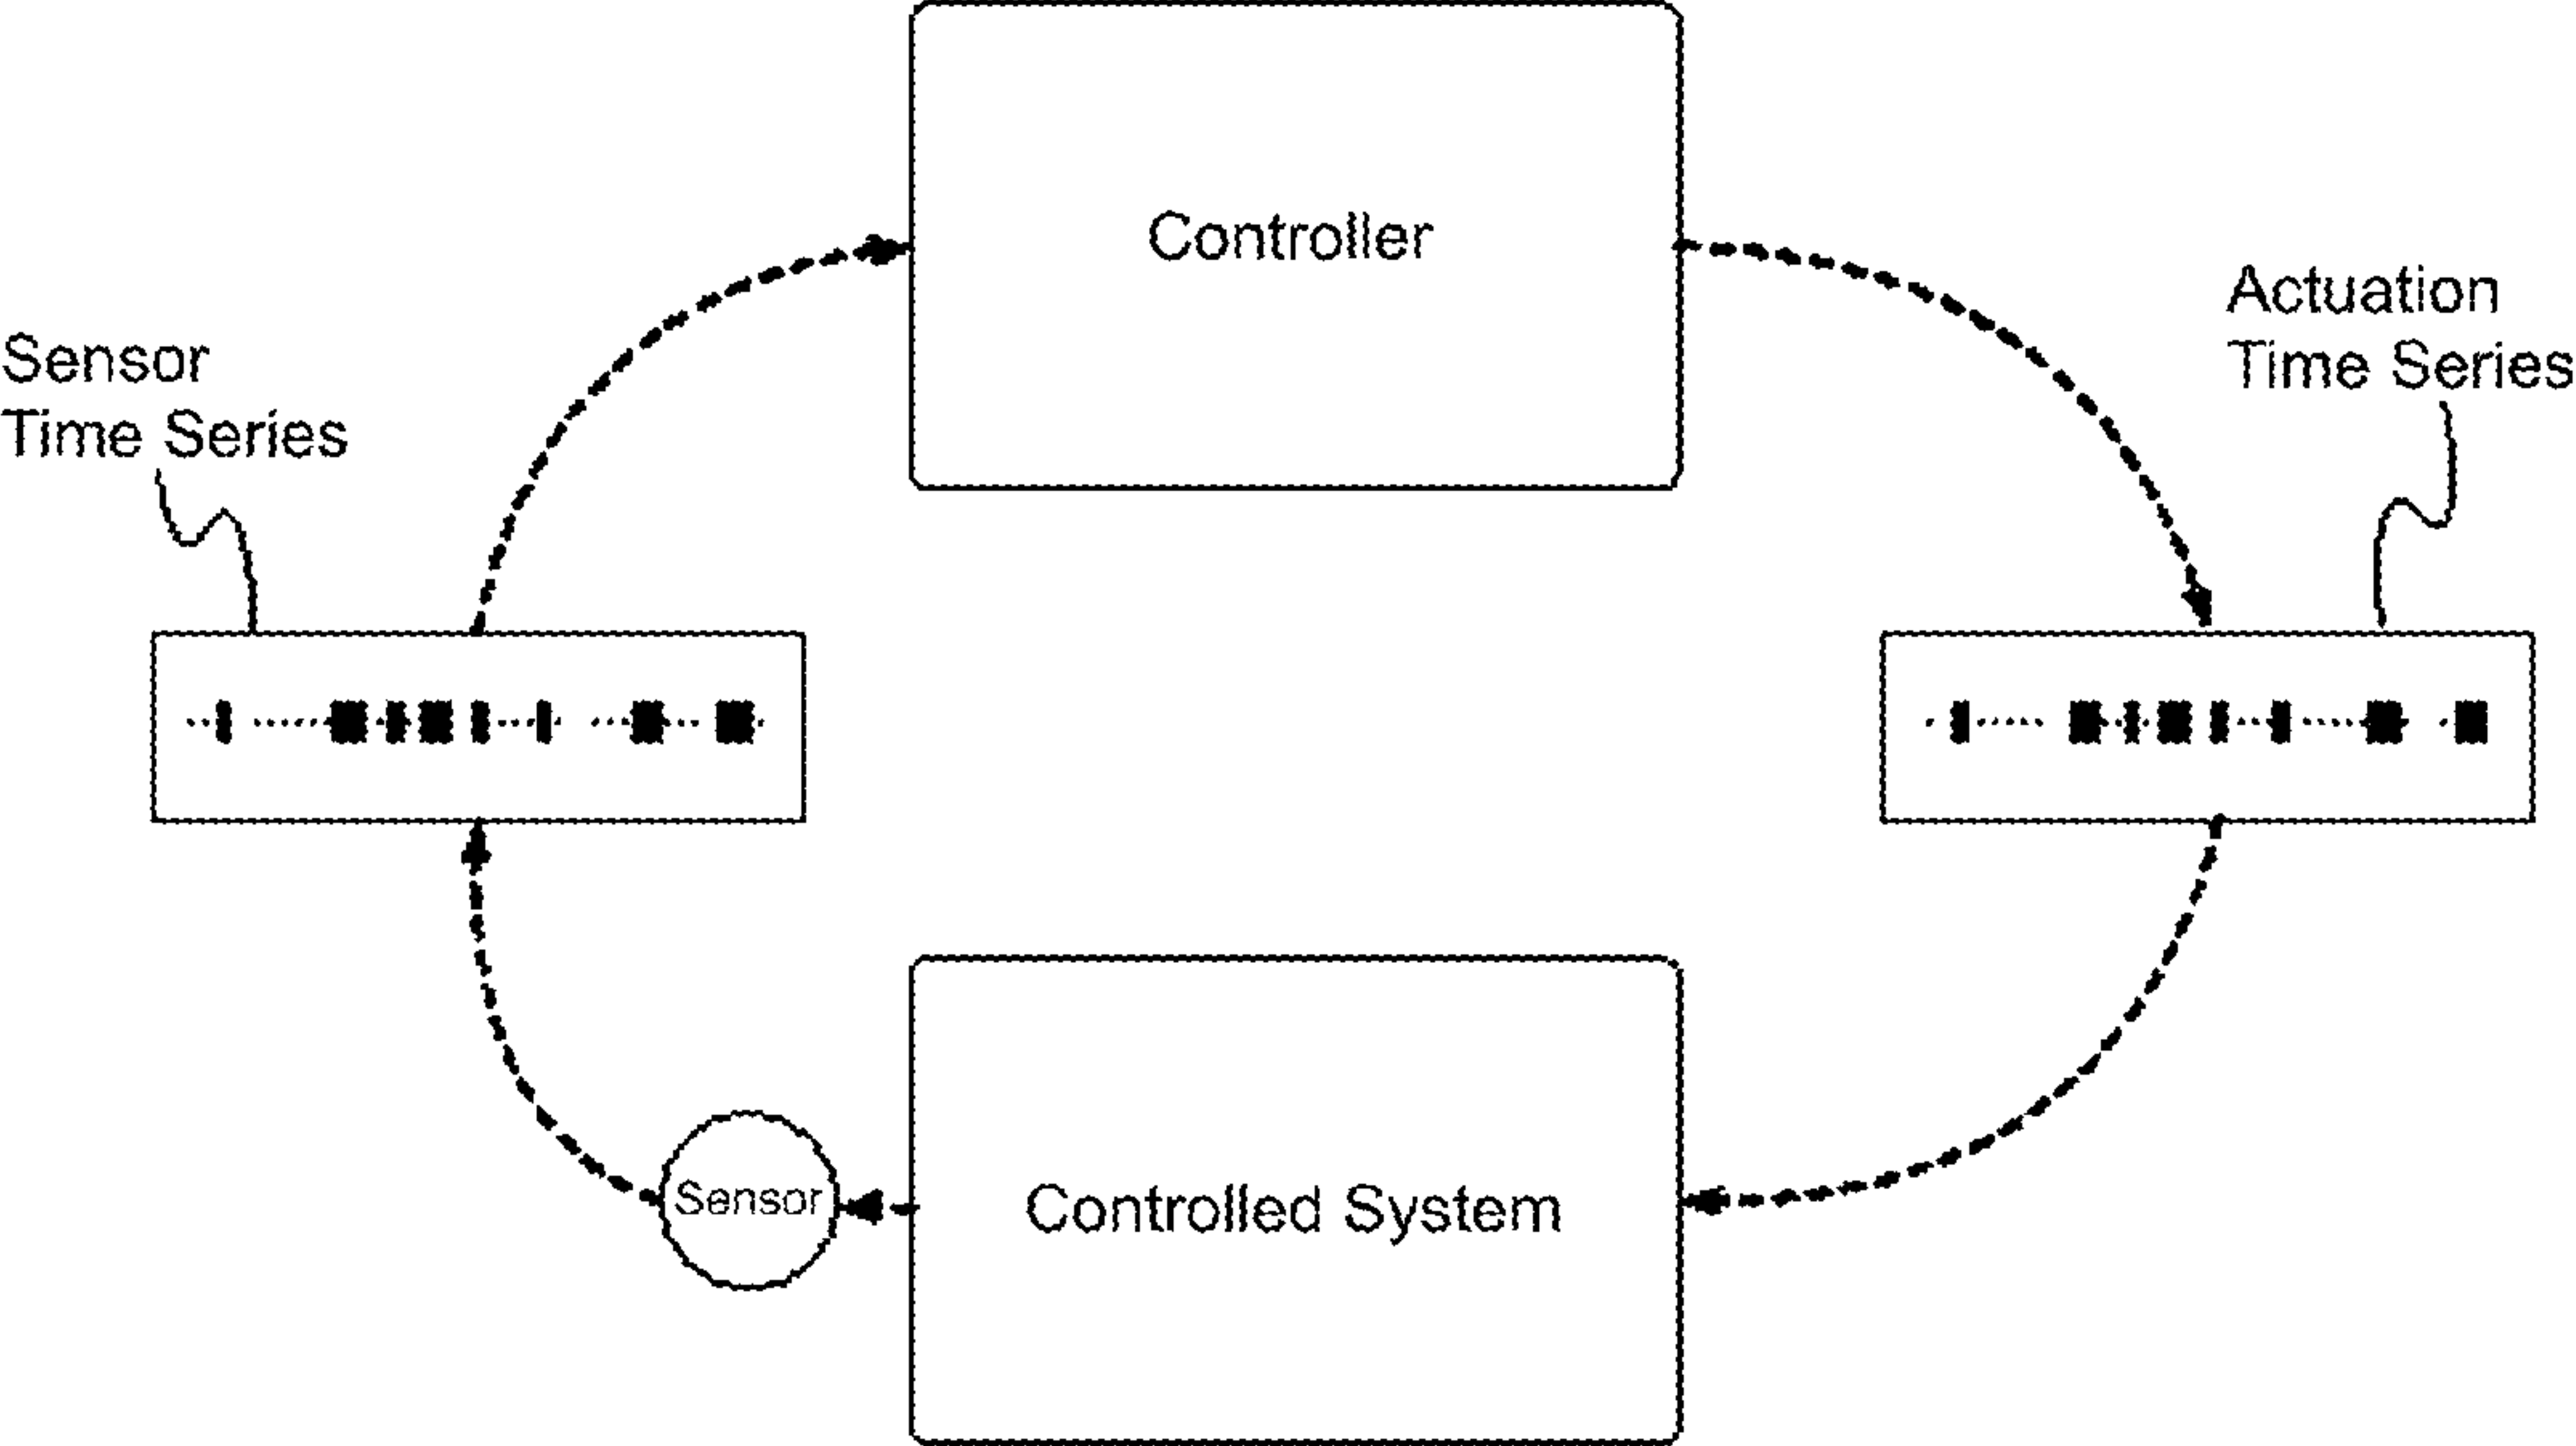 Controller
Actuation
Time Series
Sensor
Time Series
Sensor
Controlled System